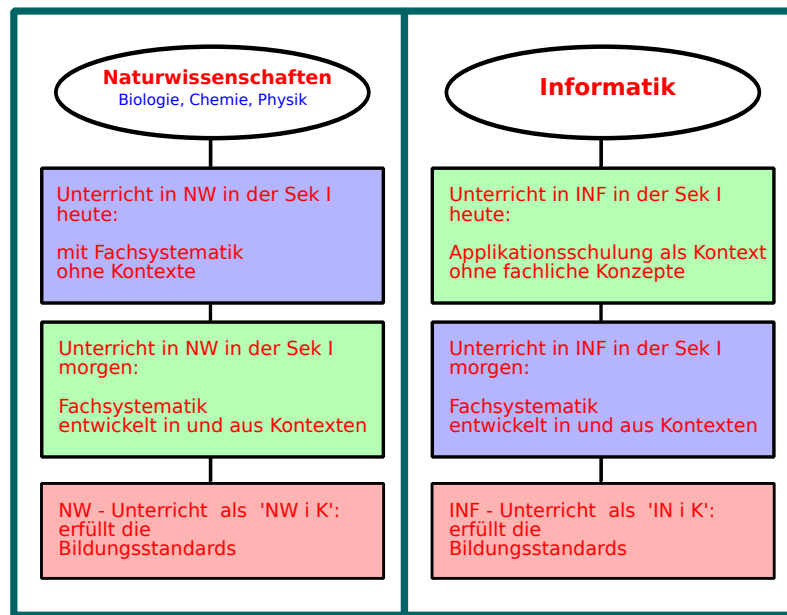 Naturwissenschaften
Biologie, Chemie, Physik
Unterricht in NW in der Sek I
heute:
mit Fachsystematik
ohne Kontexte
Unterricht in NW in der Sek I
morgen:
Fachsystematik
entwickelt in und aus Kontexten
NW - Unterricht als 'NW i K':
erfüllt die
Bildungsstandards
Informatik
Unterricht in INF in der Sek I
heute:
Applikationsschulung als Kontext
ohne fachliche Konzepte
Unterricht in INF in der Sek I
morgen:
Fachsystematik
entwickelt in und aus Kontexten
INF - Unterricht als 'IN i K':
erfüllt die
Bildungsstandards